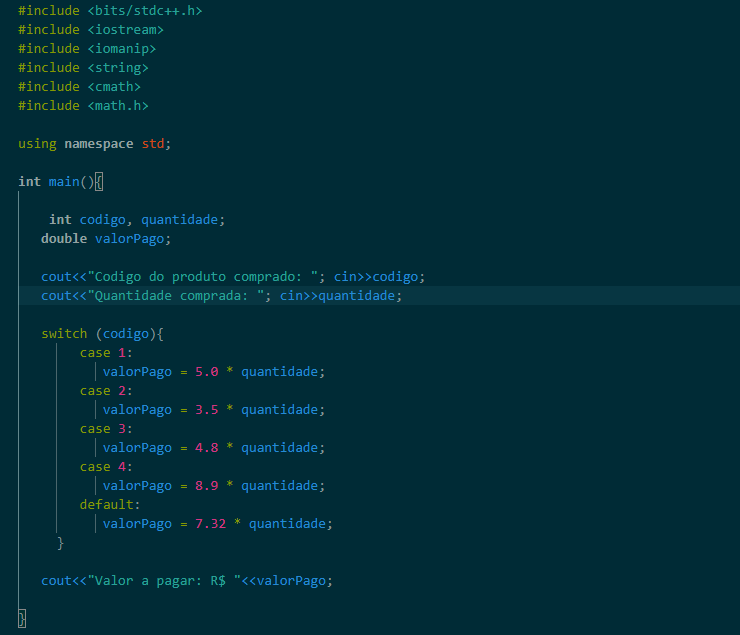 #include <bits/stdc++.h>
#include <iostream>
#include <iomanip>
#include <string>
#include <cmath>
#include <math.h>
using namespace std;
int main(){
int codigo, quantidade;
double valorPago;
cout<<"Codigo do produto comprado: "; cin>>codigo;
cout<<"Quantidade comprada: "; cin>>quantidade;
switch (codigo){
case 1:
valorPago = 5.0 * quantidade;
case 2:
valorPago = 3.5 * quantidade;
case 3:
valorPago = 4.8 * quantidade;
case 4:
valorPago = 8.9 * quantidade;
default:
valorPago = 7.32 * quantidade;
}
cout<<"Valor a pagar: R$ "<<valorPago;
}